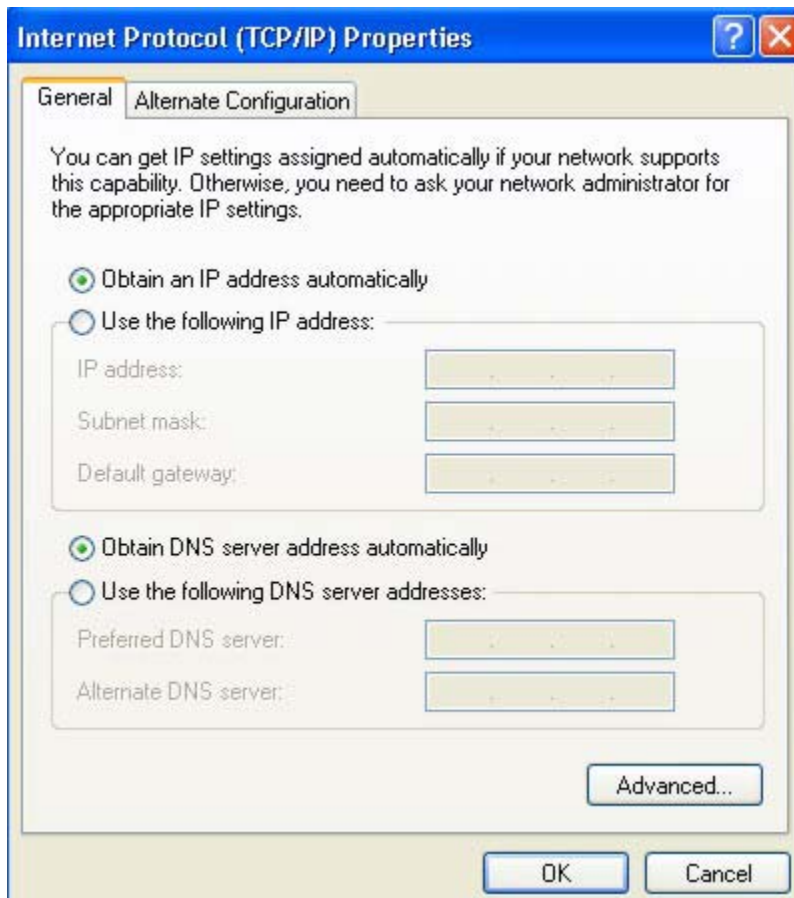 Internet Protocol (TCP/IP) Properties
?
General
Alternate Configuration
You can get IP settings assigned automatically if your network supports
this capability. Otherwise, you need to ask your network administrator for
the appropriate IP settings.
Obtain an IP address automatically
Use the following IP address:
IP address:
Subnet mask:
Default gateway:
Obtain DNS server address automatically
Use the following DNS server addresses:
Preferred DNS server:
Alternate DNS server:
Advanced...
OK
Cancel